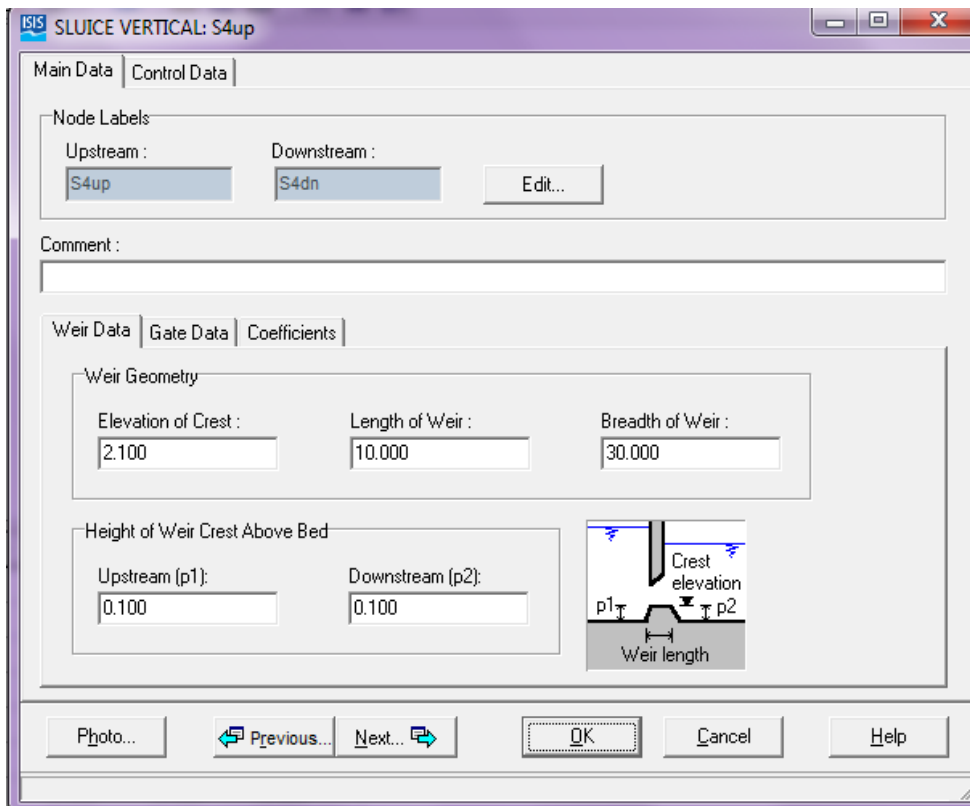 ISIS SLUICE VERTICAL: S4up
Main Data Control Data
Node Labels
Upstream : Downstream :
S4up S4dn Edit...
Comment :
Weir Data Gate Data Coefficients
Weir Geometry
Elevation of Crest : Length of Weir : Breadth of Weir :
2.100 10.000 30.000
Height of Weir Crest Above Bed
Upstream (p1): Downstream (p2):
0.100 0.100
Crest
elevation
p1 p2
Weir length
Photo... Previous... Next... OK Cancel Help